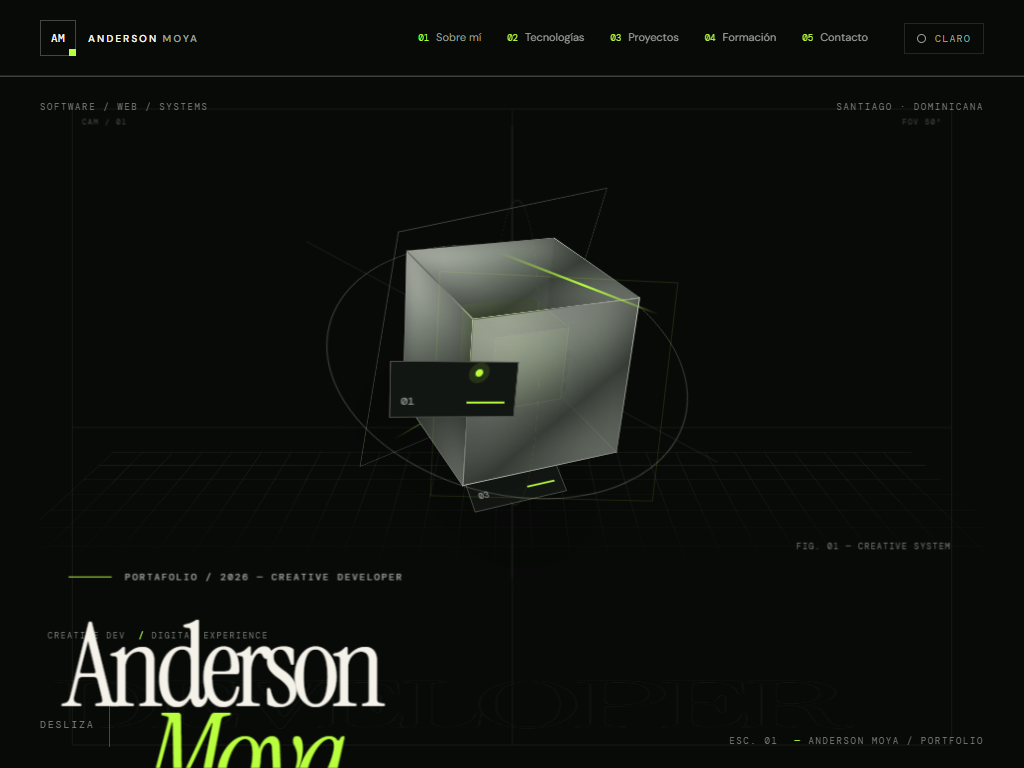 AM ANDERSON MOYA 01 Sobre mí 02 Tecnologías 03 Proyectos 04 Formación 05 Contacto CLARO
SOFTWARE / WEB / SYSTEMS SANTIAGO · DOMINICANA
CAM / 01 FOV 50°
01
03
FIG. 01 — CREATIVE SYSTEM
PORTAFOLIO / 2026 — CREATIVE DEVELOPER
CREATIVE DEV / DIGITAL EXPERIENCE
Anderson
DEVELOPER
Moya
DESLIZA
ESC. 01 — ANDERSON MOYA / PORTFOLIO